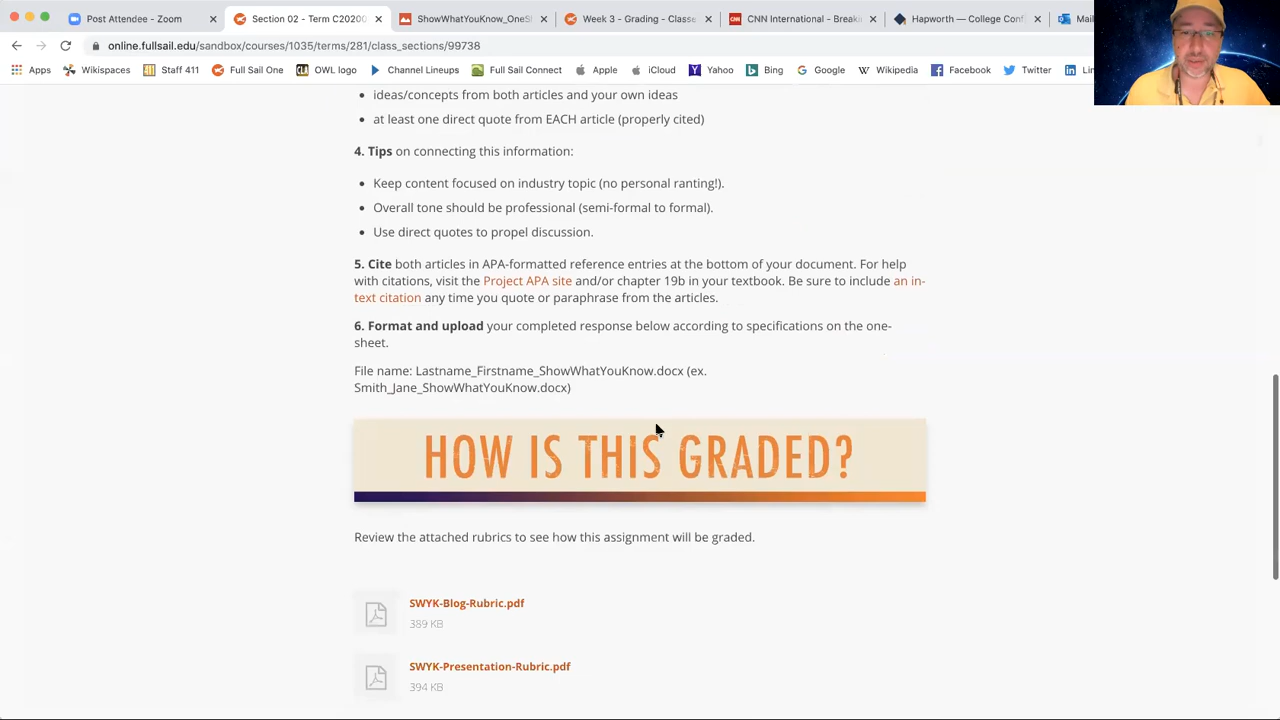 Post Attendee - Zoom
Section 02 - Term C20200
ShowWhatYouKnow_OneS
Week 3 - Grading - Classe
CNN International - Breaki
Hapworth — College Conf
Mail
online.fullsail.edu/sandbox/courses/1035/terms/281/class_sections/99738
Apps
Wikispaces
Staff 411
Full Sail One
OWL logo
Channel Lineups
Full Sail Connect
Apple
iCloud
Yahoo
Bing
Google
Wikipedia
Facebook
Twitter
Lin
ideas/concepts from both articles and your own ideas
at least one direct quote from EACH article (properly cited)
4. Tips on connecting this information:
Keep content focused on industry topic (no personal ranting!).
Overall tone should be professional (semi-formal to formal).
Use direct quotes to propel discussion.
5. Cite both articles in APA-formatted reference entries at the bottom of your document. For help
with citations, visit the Project APA site and/or chapter 19b in your textbook. Be sure to include an in-
text citation any time you quote or paraphrase from the articles.
6. Format and upload your completed response below according to specifications on the one-
sheet.
File name: Lastname_Firstname_ShowWhatYouKnow.docx (ex.
Smith_Jane_ShowWhatYouKnow.docx)
HOW IS THIS GRADED?
Review the attached rubrics to see how this assignment will be graded.
SWYK-Blog-Rubric.pdf
389 KB
SWYK-Presentation-Rubric.pdf
394 KB